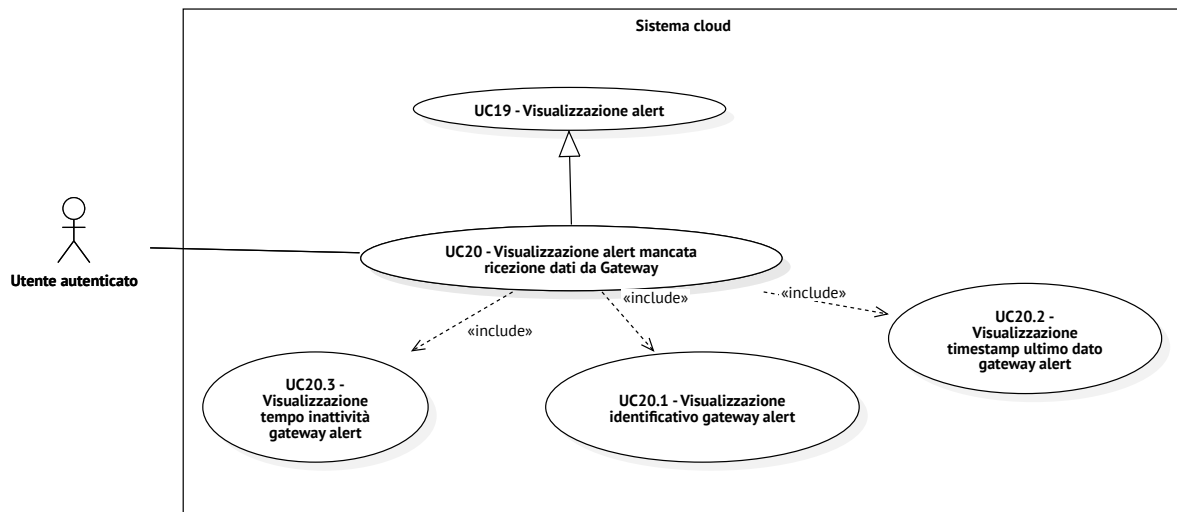 Sistema cloud
UC19 - Visualizzazione alert
UC20 - Visualizzazione alert mancata
ricezione dati da Gateway
Utente autenticato
«include»
«include»
«include»
UC20.2 -
Visualizzazione
timestamp ultimo dato
gateway alert
UC20.3 -
Visualizzazione
tempo inattività
gateway alert
UC20.1 - Visualizzazione
identificativo gateway alert